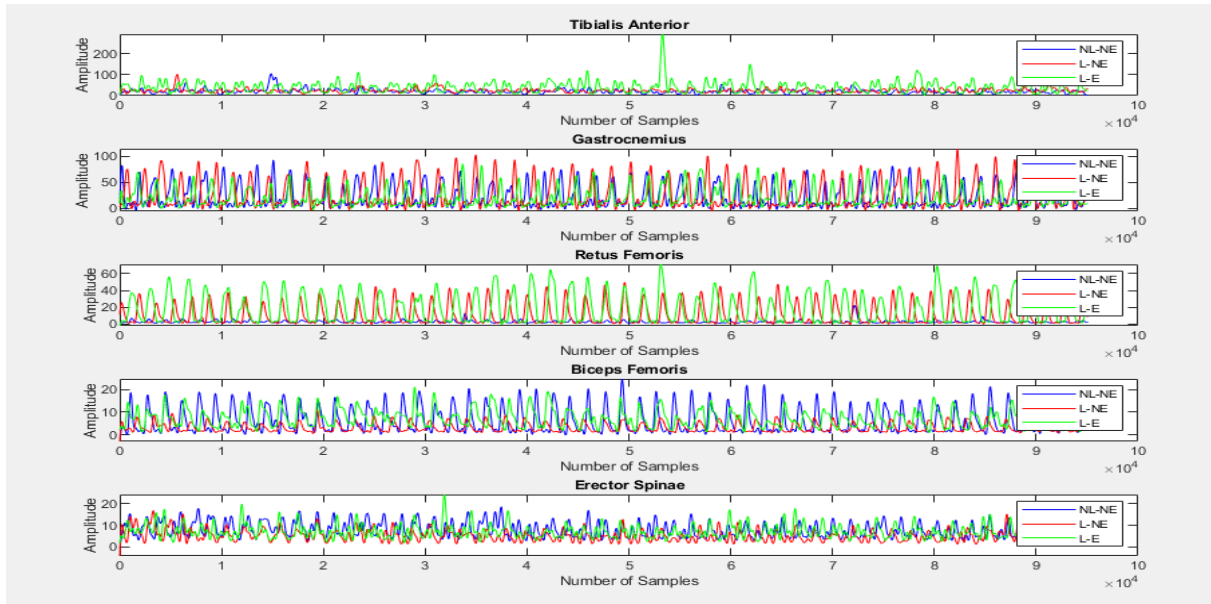 Tibialis Anterior
Amplitude
200
100
0
NL-NE
L-NE
L-E
0 1 2 3 4 5 6 7 8 9 10
Number of Samples
× 10^4
Gastrocnemius
Amplitude
100
50
0
NL-NE
L-NE
L-E
0 1 2 3 4 5 6 7 8 9 10
Number of Samples
× 10^4
Retus Femoris
Amplitude
60
40
20
0
NL-NE
L-NE
L-E
0 1 2 3 4 5 6 7 8 9 10
Number of Samples
× 10^4
Biceps Femoris
Amplitude
20
10
0
NL-NE
L-NE
L-E
0 1 2 3 4 5 6 7 8 9 10
Number of Samples
× 10^4
Erector Spinae
Amplitude
20
10
0
NL-NE
L-NE
L-E
0 1 2 3 4 5 6 7 8 9 10
Number of Samples
× 10^4